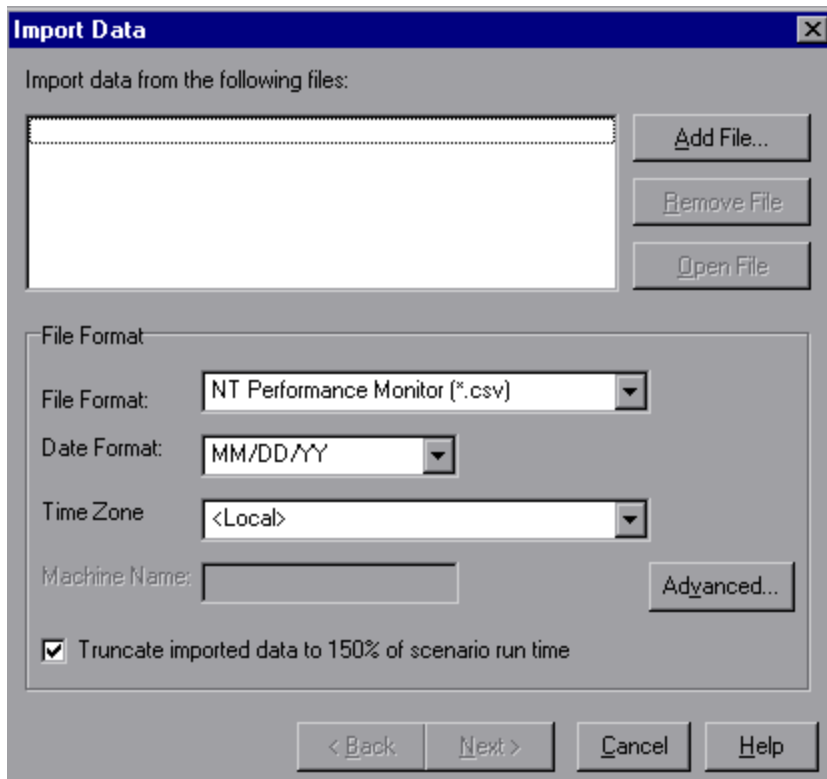 Import Data
Import data from the following files:
Add File...
Remove File
Open File
File Format
File Format: NT Performance Monitor (*.csv)
Date Format: MM/DD/YY
Time Zone <Local>
Machine Name:
Advanced...
Truncate imported data to 150% of scenario run time
< Back Next > Cancel Help